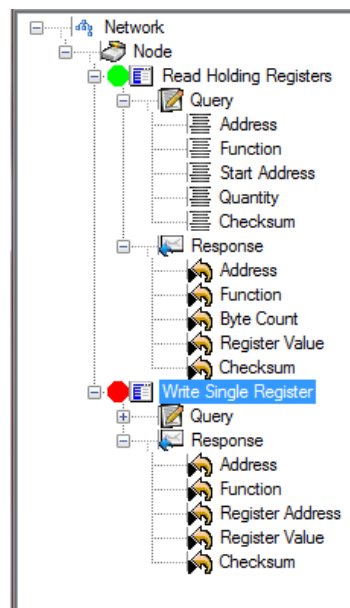 Network
Node
Read Holding Registers
Query
Address
Function
Start Address
Quantity
Checksum
Response
Address
Function
Byte Count
Register Value
Checksum
Write Single Register
Query
Response
Address
Function
Register Address
Register Value
Checksum